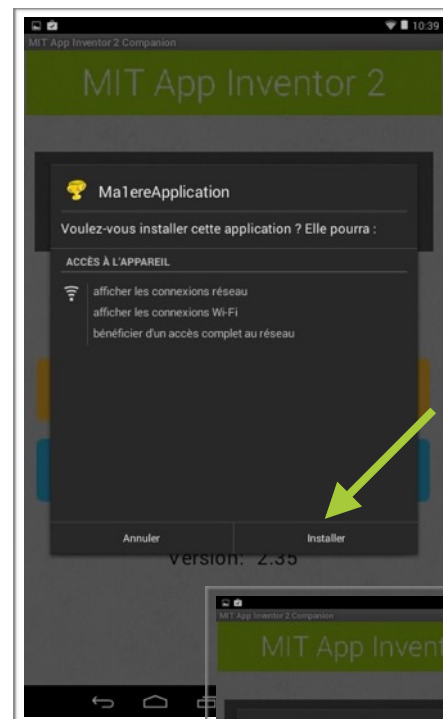 10:39
MIT App Inventor 2 Companion
MIT App Inventor 2
Ma1ereApplication
Voulez-vous installer cette application ? Elle pourra :
ACCÈS À L'APPAREIL
afficher les connexions réseau
afficher les connexions Wi-Fi
bénéficier d'un accès complet au réseau
Annuler
Installer
Version: 2.35
MIT App Inventor 2 Companion
MIT App Invent